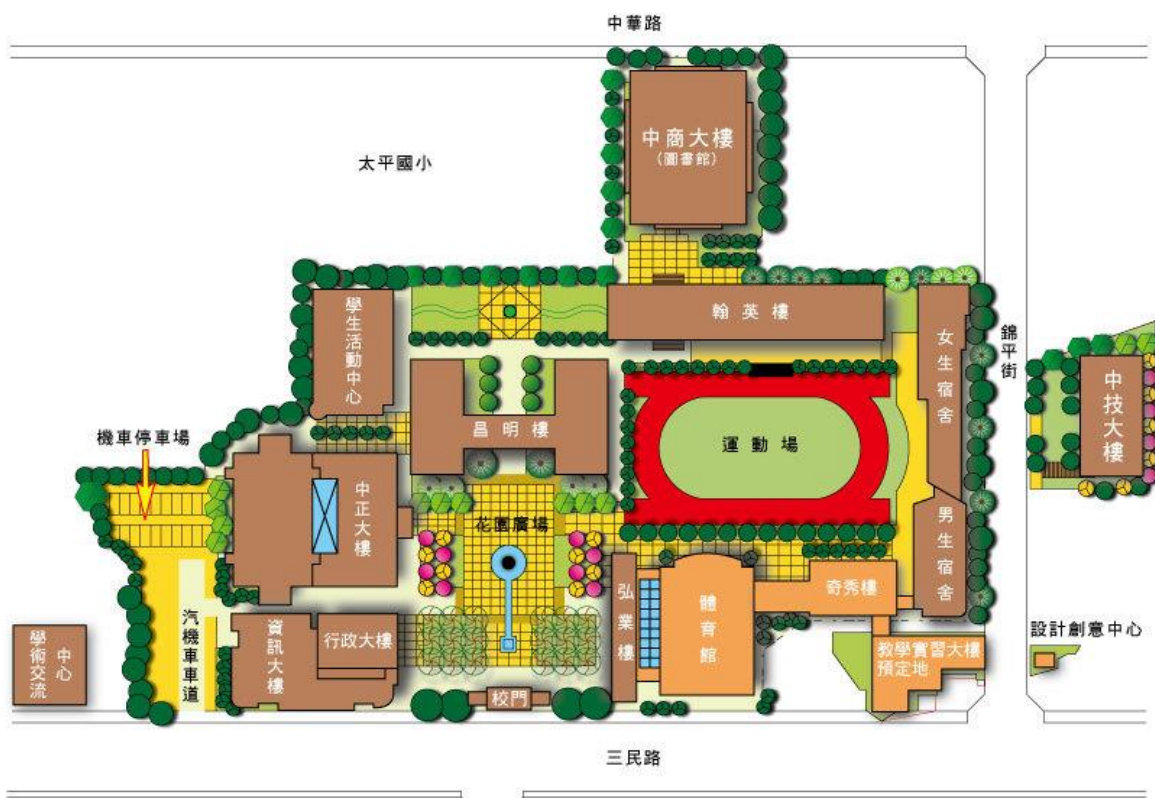 中華路
中商大樓
(圖書館)
太平國小
學生活動中心
翰英樓
女生宿舍
錦平街
中技大樓
昌明樓
運動場
機車停車場
中正大樓
花園廣場
男生宿舍
弘業樓
體育館
奇秀樓
汽機車車道
資訊大樓
行政大樓
教學實習大樓
預定地
設計創意中心
學術交流
中心
校門
三民路